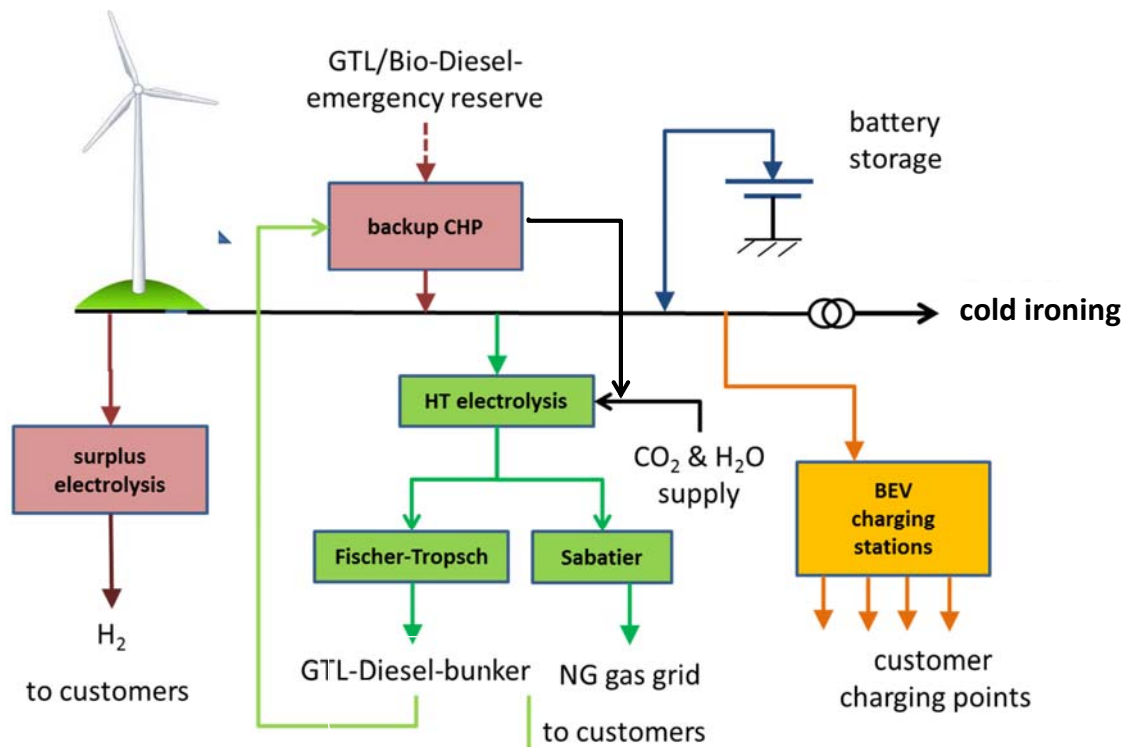 GTL/Bio-Diesel-
emergency reserve
battery
storage
backup CHP
cold ironing
HT electrolysis
surplus
electrolysis
CO₂ & H₂O
supply
BEV
charging
stations
Fischer-Tropsch
Sabatier
H₂
to customers
GTL-Diesel-bunker
NG gas grid
to customers
customer
charging points